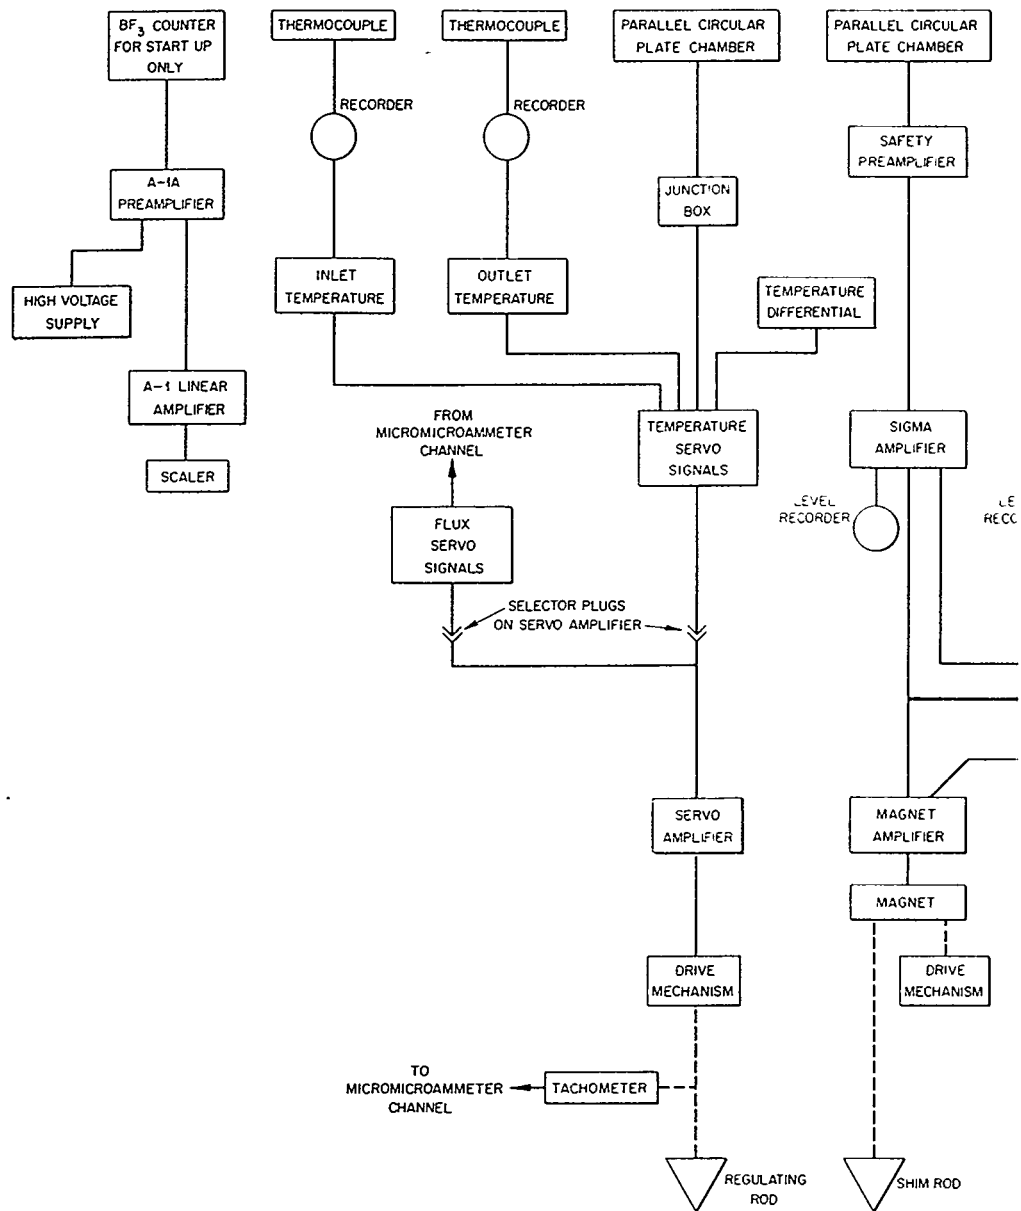 BF3 COUNTER
FOR START UP
ONLY
THERMOCOUPLE
THERMOCOUPLE
PARALLEL CIRCULAR
PLATE CHAMBER
PARALLEL CIRCULAR
PLATE CHAMBER
RECORDER
RECORDER
SAFETY
PREAMPLIFIER
A-1A
PREAMPLIFIER
JUNCTION
BOX
HIGH VOLTAGE
SUPPLY
INLET
TEMPERATURE
OUTLET
TEMPERATURE
TEMPERATURE
DIFFERENTIAL
A-1 LINEAR
AMPLIFIER
SCALER
FROM
MICROMICROAMMETER
CHANNEL
TEMPERATURE
SERVO
SIGNALS
SIGMA
AMPLIFIER
LEVEL
RECORDER
LE
RECC
FLUX
SERVO
SIGNALS
SELECTOR PLUGS
ON SERVO AMPLIFIER
SERVO
AMPLIFIER
MAGNET
AMPLIFIER
MAGNET
DRIVE
MECHANISM
DRIVE
MECHANISM
TO
MICROMICROAMMETER
CHANNEL
TACHOMETER
REGULATING
ROD
SHIM ROD